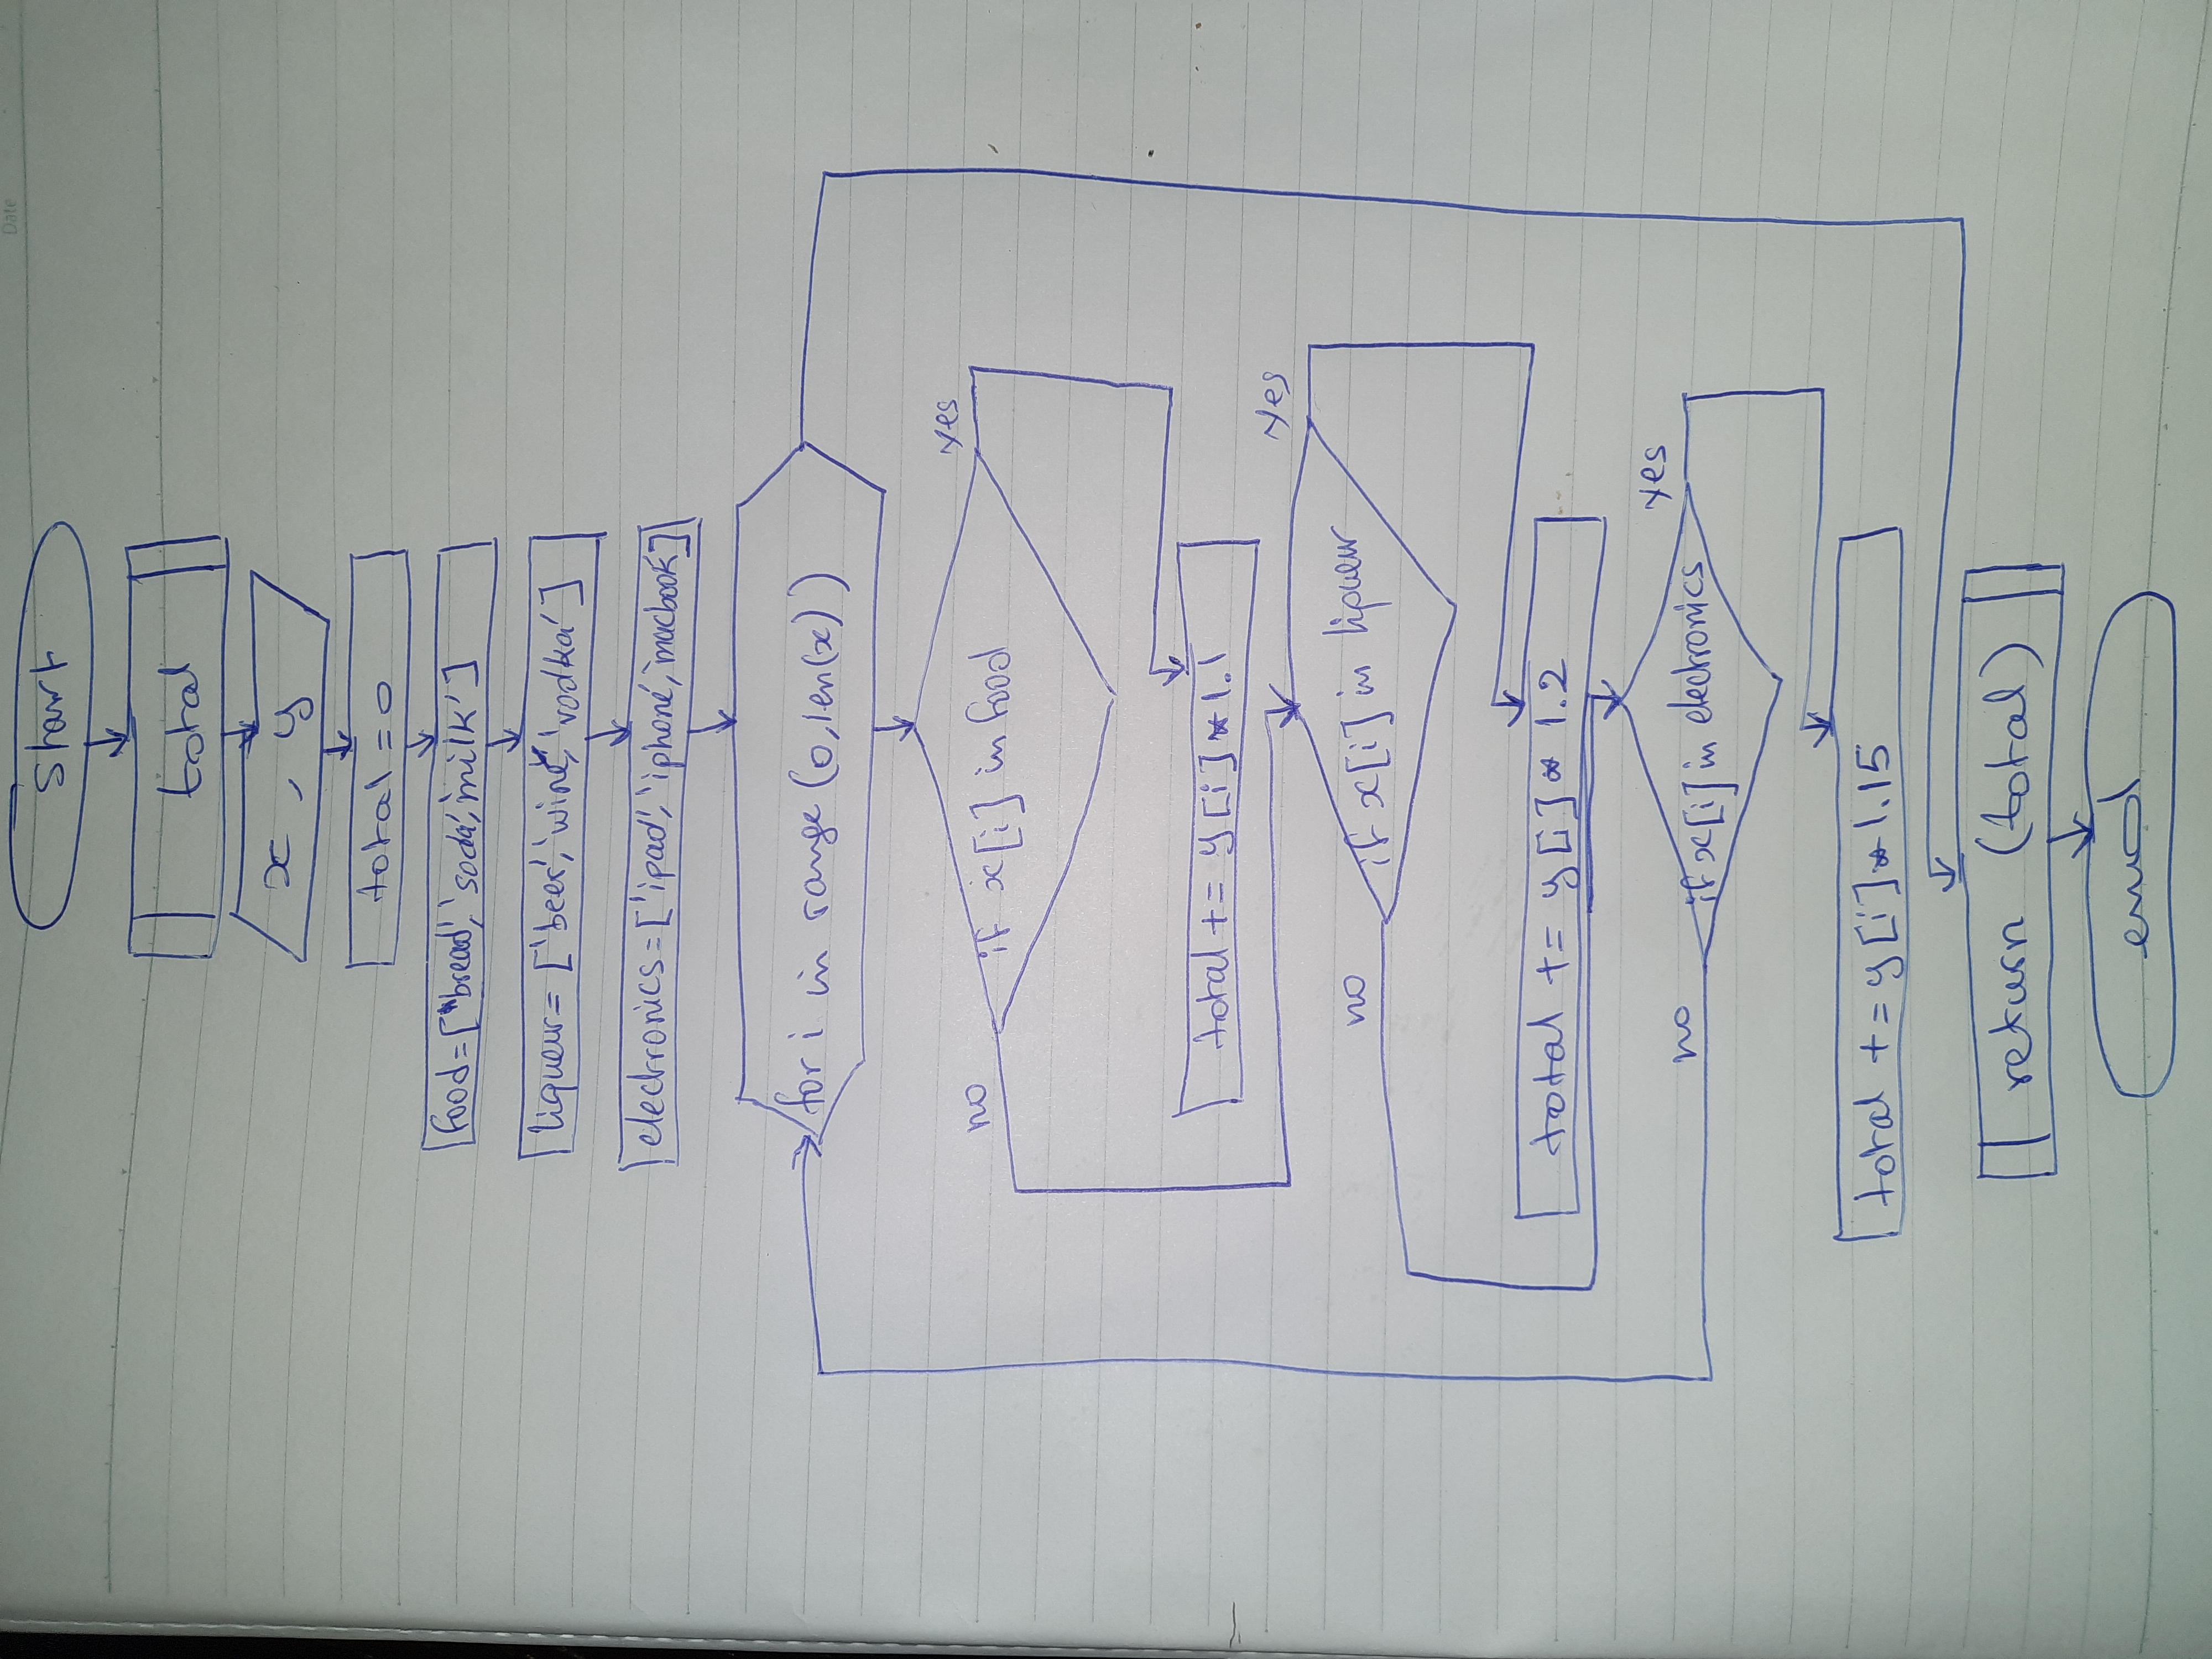 Date
start
total
x, y
total = 0
food=['bread','soda','milk']
liqueur= ['beer','wine','vodka']
electronics=['ipad','iphone','macbook']
for i in range (0,len(x))
no
yes
if x[i] in food
total += y[i]*1.1
yes
no
if x[i] in liqueur
total += y[i] * 1.2
yes
no
if x[i] in electronics
total += y[i]*1.15
return (total)
end